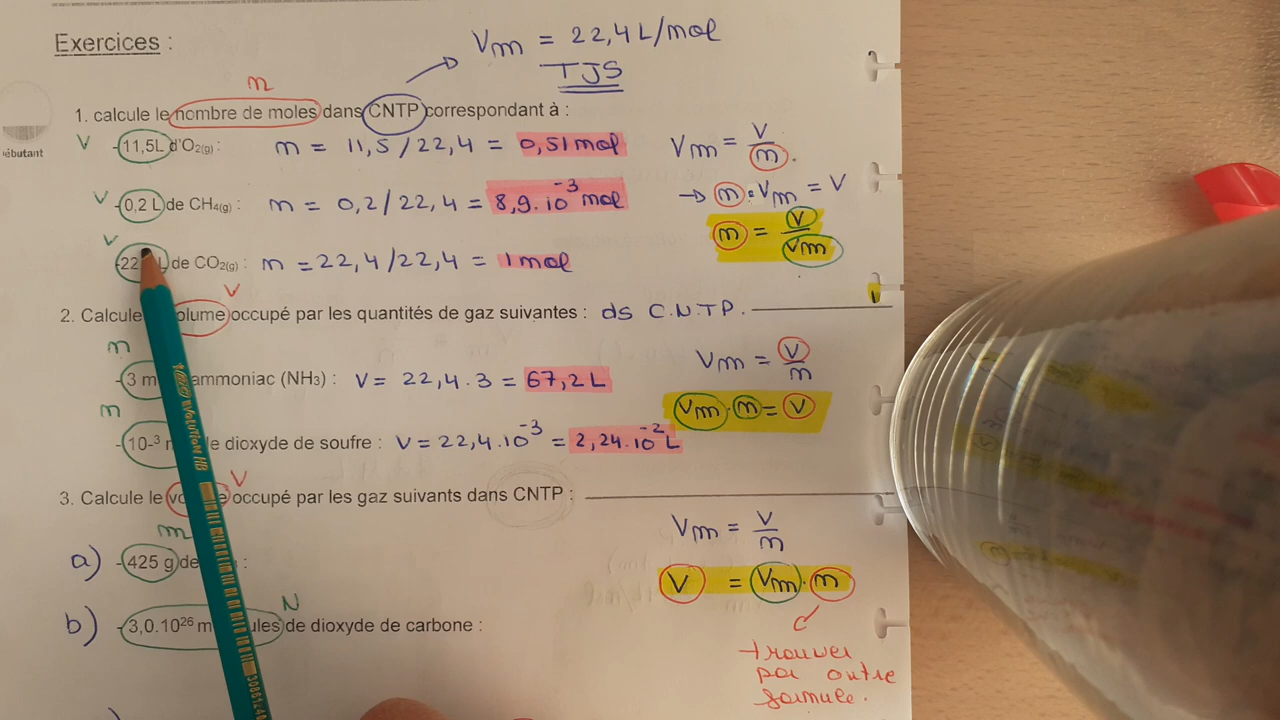 Exercices :
Vm = 22,4 L/mol
TJS
n
1. calcule le nombre de moles dans CNTP correspondant à :
débutant
V -11,5L d'O2(g) : n = 11,5/22,4 = 0,51 mol
Vm = V/n.
V -0,2 L de CH4(g) : n = 0,2/22,4 = 8,9.10⁻³ mol
→ n.Vm = V
n = V/Vm
V
de CO2(g) : n = 22,4/22,4 = 1 mol
V
2. occupé par les quantités de gaz suivantes : ds C.N.T.P.
n
Vm = V/n
-3 ammoniac (NH3) : V = 22,4.3 = 67,2 L
Vm.n = V
n
-10-³ dioxyde de soufre : V = 22,4.10⁻³ = 2,24.10⁻² L
V
3. Calcule le occupé par les gaz suivants dans CNTP :
m
Vm = V/n
a) -425 g de :
V = Vm.n
N
b) -3,0.10²⁶ de dioxyde de carbone :
trouver
par autre
formule.
evolution HB